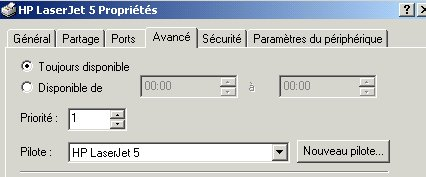 HP LaserJet 5 Propriétés
Général Partage Ports Avancé Sécurité Paramètres du périphérique
Toujours disponible
Disponible de 00:00 à 00:00
Priorité : 1
Pilote : HP LaserJet 5 Nouveau pilote...